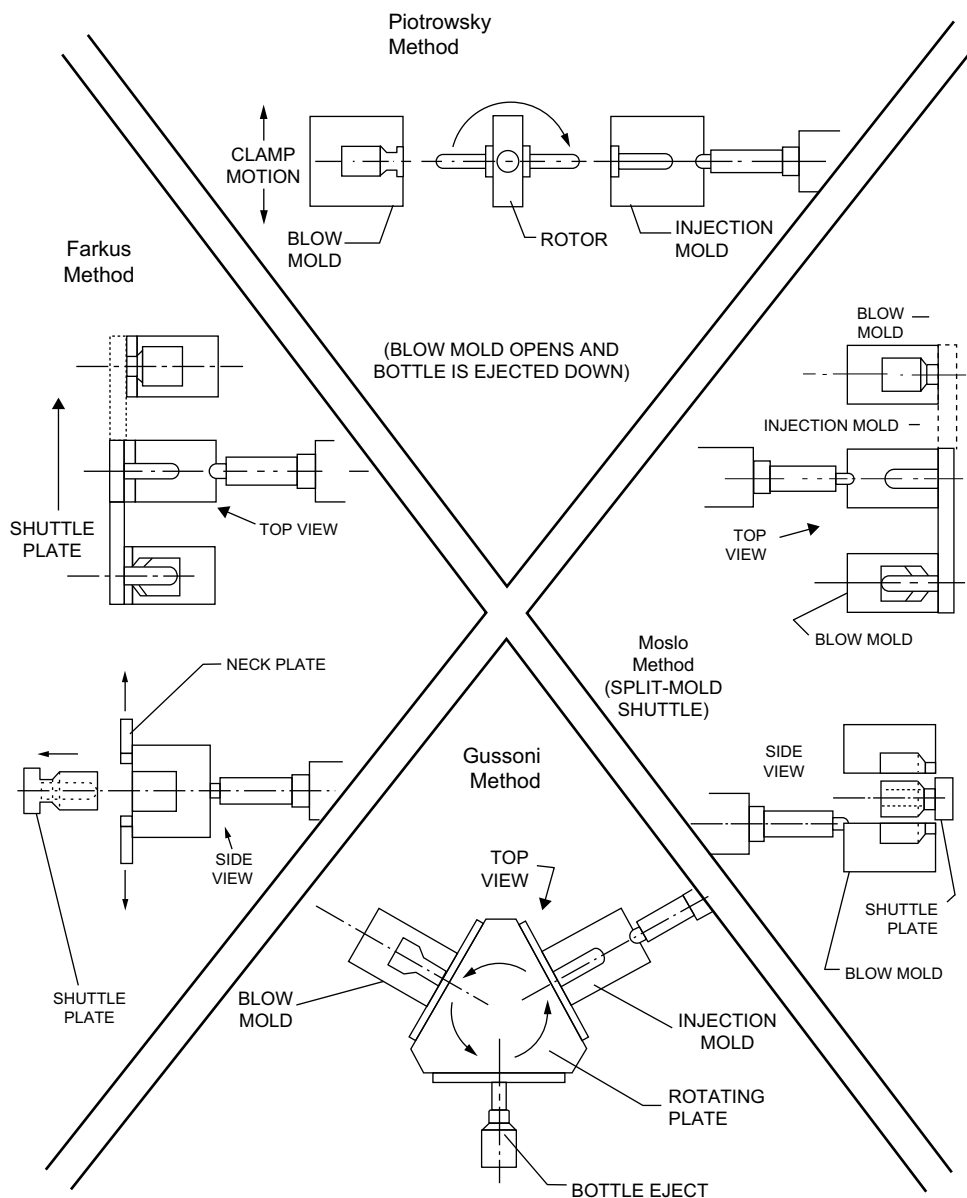 Piotrowsky
Method
CLAMP
MOTION
BLOW
MOLD
ROTOR
INJECTION
MOLD
(BLOW MOLD OPENS AND
BOTTLE IS EJECTED DOWN)
Farkus
Method
SHUTTLE
PLATE
TOP VIEW
NECK PLATE
SIDE
VIEW
SHUTTLE
PLATE
BLOW
MOLD
INJECTION MOLD
TOP
VIEW
BLOW MOLD
Moslo
Method
(SPLIT-MOLD
SHUTTLE)
SIDE
VIEW
SHUTTLE
PLATE
BLOW MOLD
Gussoni
Method
TOP
VIEW
BLOW
MOLD
INJECTION
MOLD
ROTATING
PLATE
BOTTLE EJECT